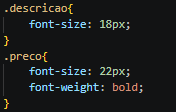 .descricao{
    font-size: 18px;
}
.preco{
    font-size: 22px;
    font-weight: bold;
}